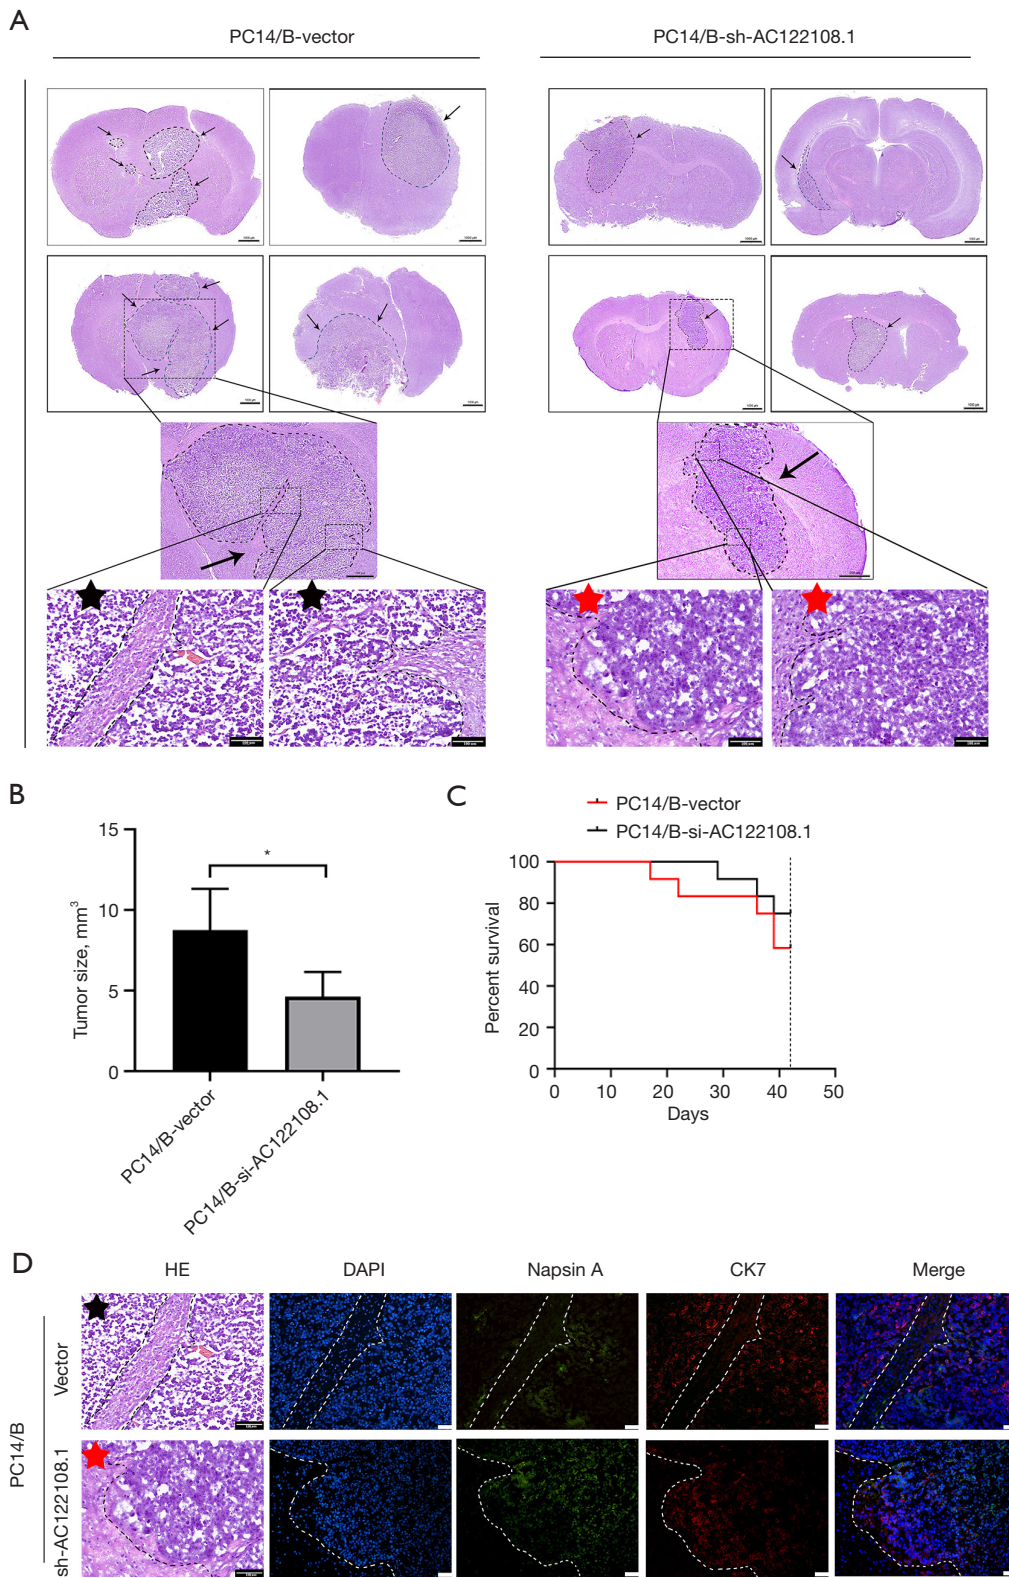 A
PC14/B-vector
PC14/B-sh-AC122108.1
B
15
10
5
0
Tumor size, mm³
*
PC14/B-vector
PC14/B-si-AC122108.1
C
PC14/B-vector
PC14/B-si-AC122108.1
100
80
60
40
20
0
Percent survival
0 10 20 30 40 50
Days
D
HE DAPI Napsin A CK7 Merge
PC14/B
Vector
sh-AC122108.1